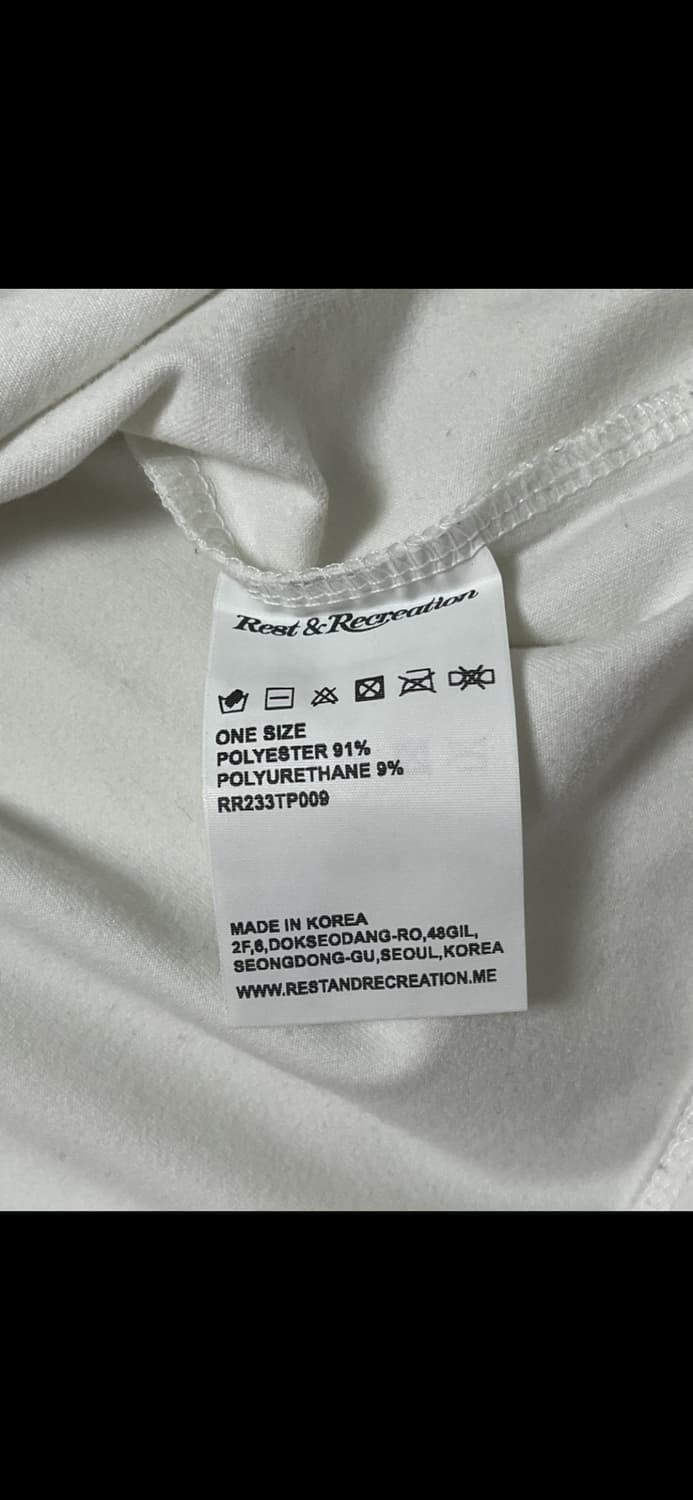 Rest & Recreation
ONE SIZE
POLYESTER 91%
POLYURETHANE 9%
RR233TP009
MADE IN KOREA
2F,6,DOKSEODANG-RO,48GIL,
SEONGDONG-GU,SEOUL,KOREA
WWW.RESTANDRECREATION.ME